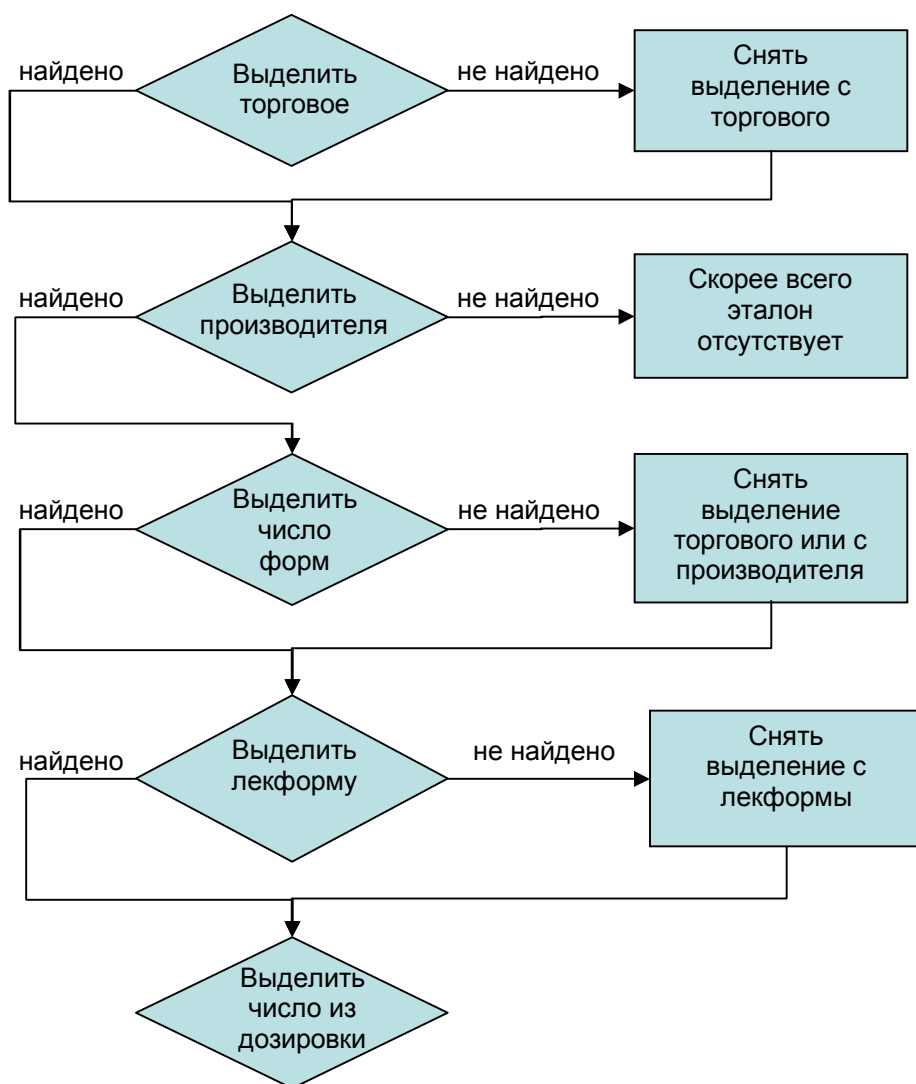 найдено
Выделить
торговое
не найдено
Снять
выделение с
торгового
найдено
Выделить
производителя
не найдено
Скорее всего
эталон
отсутствует
найдено
Выделить
число
форм
не найдено
Снять
выделение
торгового или с
производителя
найдено
Выделить
лекформу
не найдено
Снять
выделение с
лекформы
Выделить
число из
дозировки